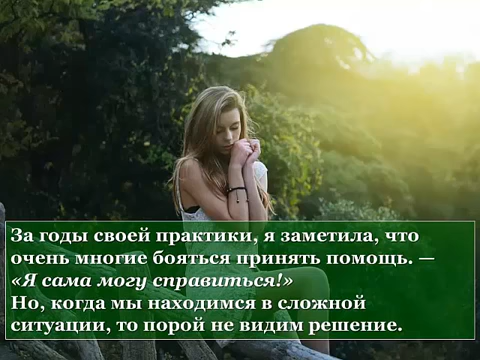 За годы своей практики, я заметила, что
очень многие бояться принять помощь. —
«Я сама могу справиться!»
Но, когда мы находимся в сложной
ситуации, то порой не видим решение.